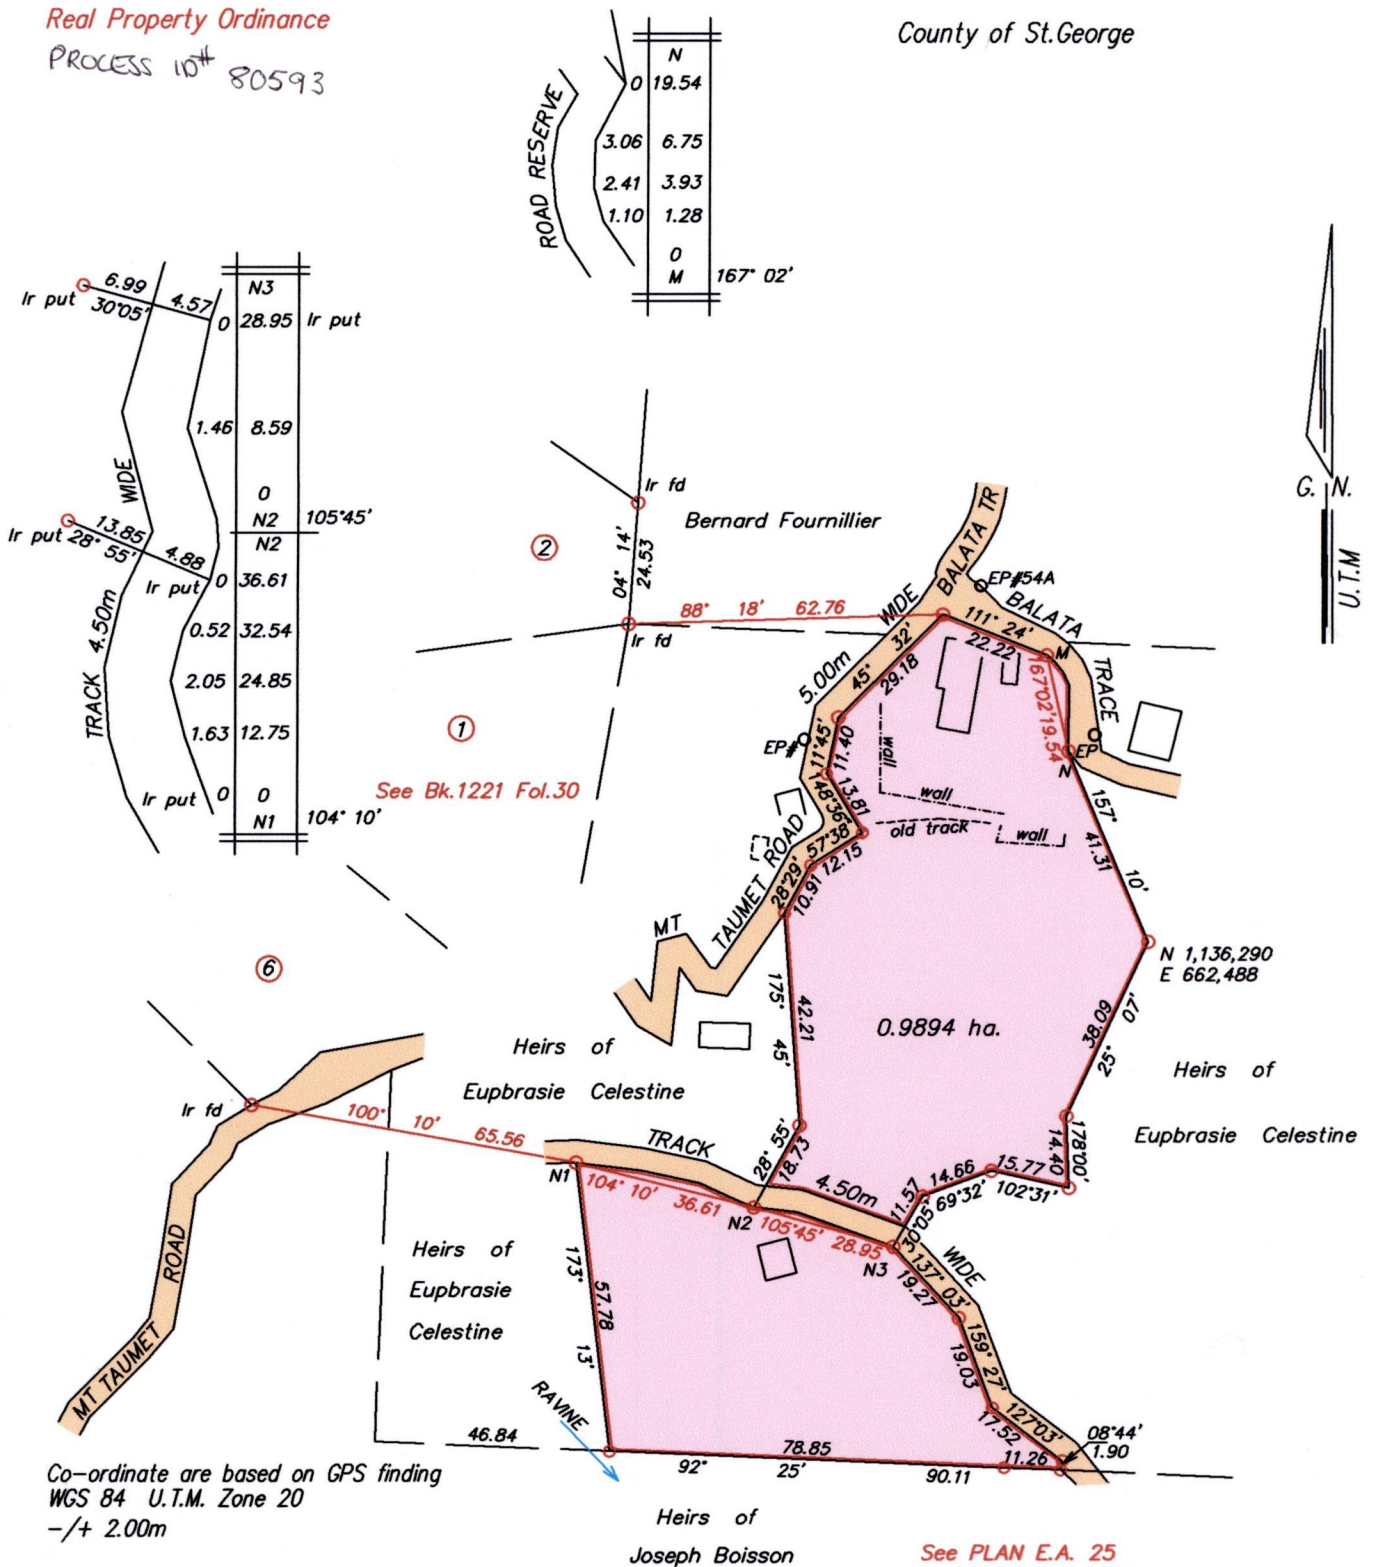 Real Property Ordinance
PROCESS ID# 80593
County of St.George
N
0 19.54
3.06 6.75
2.41 3.93
1.10 1.28
0
M 167° 02'
ROAD RESERVE
N3
6.99 4.57
Ir put 30°05'
0 28.95 Ir put
1.46 8.59
0
N2 105°45'
N2
13.85 4.88
Ir put 28° 55'
Ir put 0 36.61
0.52 32.54
2.05 24.85
1.63 12.75
Ir put 0 0
N1 104° 10'
TRACK 4.50m WIDE
G. N.
U.T.M
Ir fd
Bernard Fournillier
2
04° 14'
24.53
88° 18' 62.76
Ir fd
1
See Bk.1221 Fol.30
BALATA TR
EP#54A
BALATA
TRACE
5.00m WIDE
111° 24'
22.22
M
45° 32'
29.18
167°02' 19.54
EP#
EP
N
11°45'
11.40
148°36'
13.81
wall
wall
old track
wall
57°38'
12.15
28°29'
10.91
157° 10'
41.31
MT TAUMET ROAD
N 1,136,290
E 662,488
6
175° 45'
42.21
0.9894 ha.
38.09
25° 07'
Heirs of
Eupbrasie Celestine
Heirs of
Eupbrasie Celestine
Ir fd
100° 10' 65.56
TRACK
28° 55'
18.73
4.50m
WIDE
178°00'
14.40
15.77
102°31'
14.66
69°32'
11.57
30°05'
N1
104° 10' 36.61
N2
105°45' 28.95
N3
137° 03'
19.27
159° 27'
19.03
127°03'
17.52
08°44'
1.90
Heirs of
Eupbrasie
Celestine
173° 13'
57.78
MT TAUMET ROAD
RAVINE
46.84
78.85
92° 25' 90.11
11.26
Co-ordinate are based on GPS finding
WGS 84 U.T.M. Zone 20
-/+ 2.00m
Heirs of
Joseph Boisson
See PLAN E.A. 25